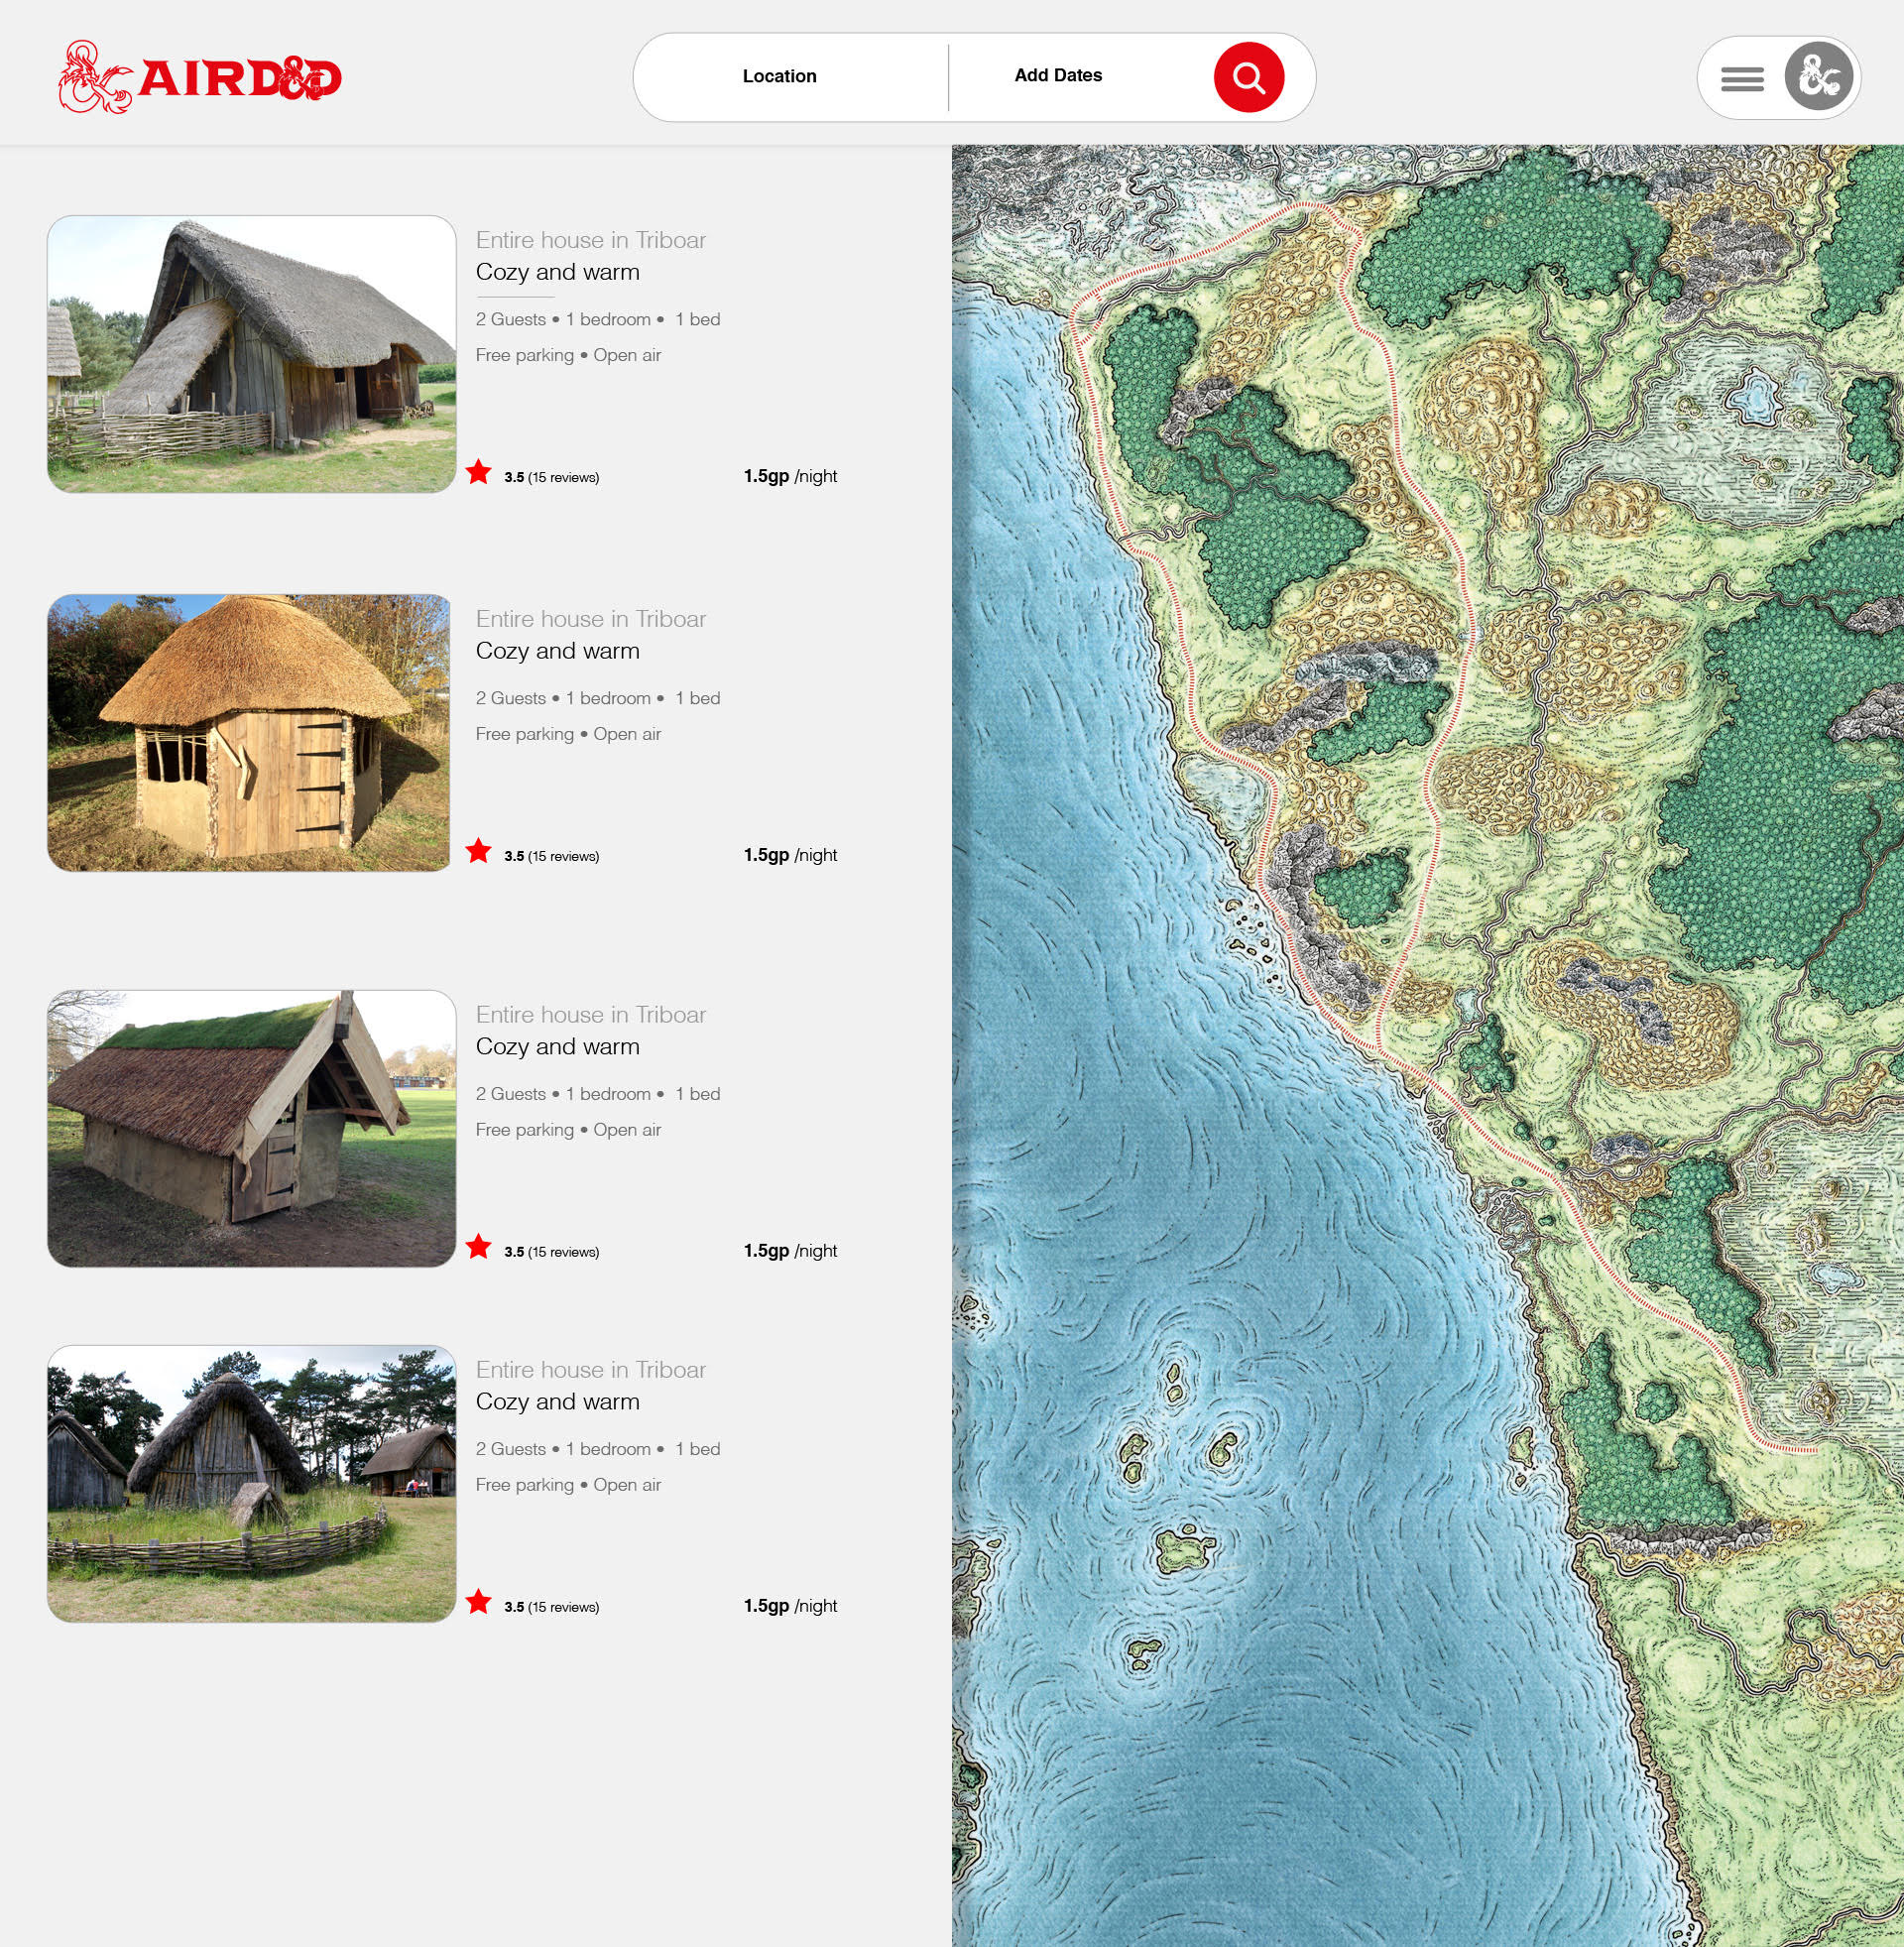 AIRD&D
Location
Add Dates
Entire house in Triboar
Cozy and warm
2 Guests • 1 bedroom • 1 bed
Free parking • Open air
3.5 (15 reviews)
1.5gp /night
Entire house in Triboar
Cozy and warm
2 Guests • 1 bedroom • 1 bed
Free parking • Open air
3.5 (15 reviews)
1.5gp /night
Entire house in Triboar
Cozy and warm
2 Guests • 1 bedroom • 1 bed
Free parking • Open air
3.5 (15 reviews)
1.5gp /night
Entire house in Triboar
Cozy and warm
2 Guests • 1 bedroom • 1 bed
Free parking • Open air
3.5 (15 reviews)
1.5gp /night